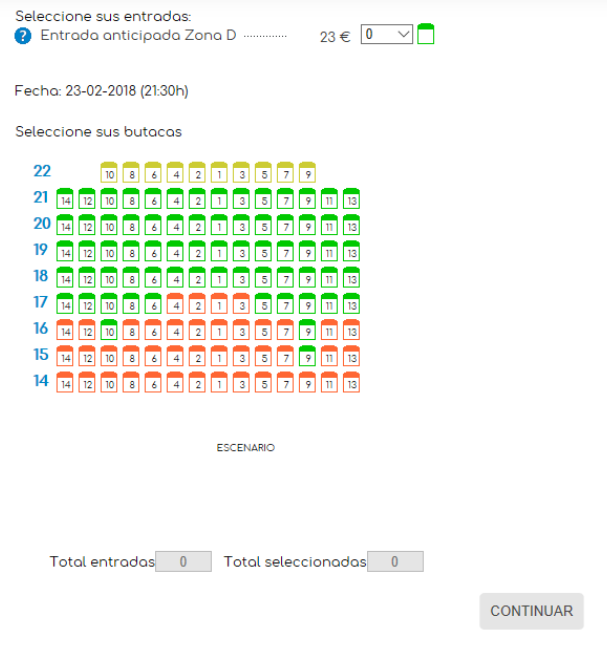 Seleccione sus entradas:
? Entrada anticipada Zona D .............. 23 € 0
Fecha: 23-02-2018 (21:30h)
Seleccione sus butacas
22 10 8 6 4 2 1 3 5 7 9
21 14 12 10 8 6 4 2 1 3 5 7 9 11 13
20 14 12 10 8 6 4 2 1 3 5 7 9 11 13
19 14 12 10 8 6 4 2 1 3 5 7 9 11 13
18 14 12 10 8 6 4 2 1 3 5 7 9 11 13
17 14 12 10 8 6 4 2 1 3 5 7 9 11 13
16 14 12 10 8 6 4 2 1 3 5 7 9 11 13
15 14 12 10 8 6 4 2 1 3 5 7 9 11 13
14 14 12 10 8 6 4 2 1 3 5 7 9 11 13
ESCENARIO
Total entradas 0 Total seleccionadas 0
CONTINUAR